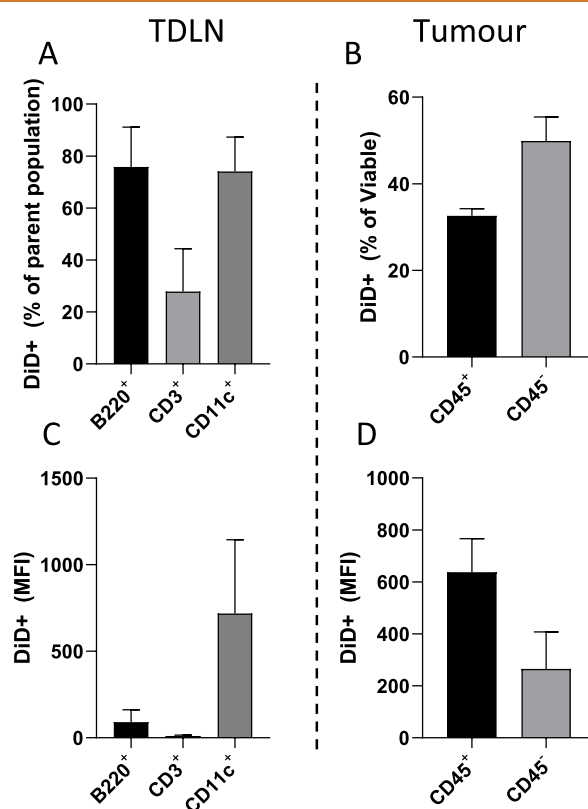 TDLN
Tumour
A
B
DiD+ (% of parent population)
100
80
60
40
20
0
B220+
CD3+
CD11c+
DiD+ (% of Viable)
60
40
20
0
CD45+
CD45-
C
D
DiD+ (MFI)
1500
1000
500
0
B220+
CD3+
CD11c+
DiD+ (MFI)
1000
800
600
400
200
0
CD45+
CD45-